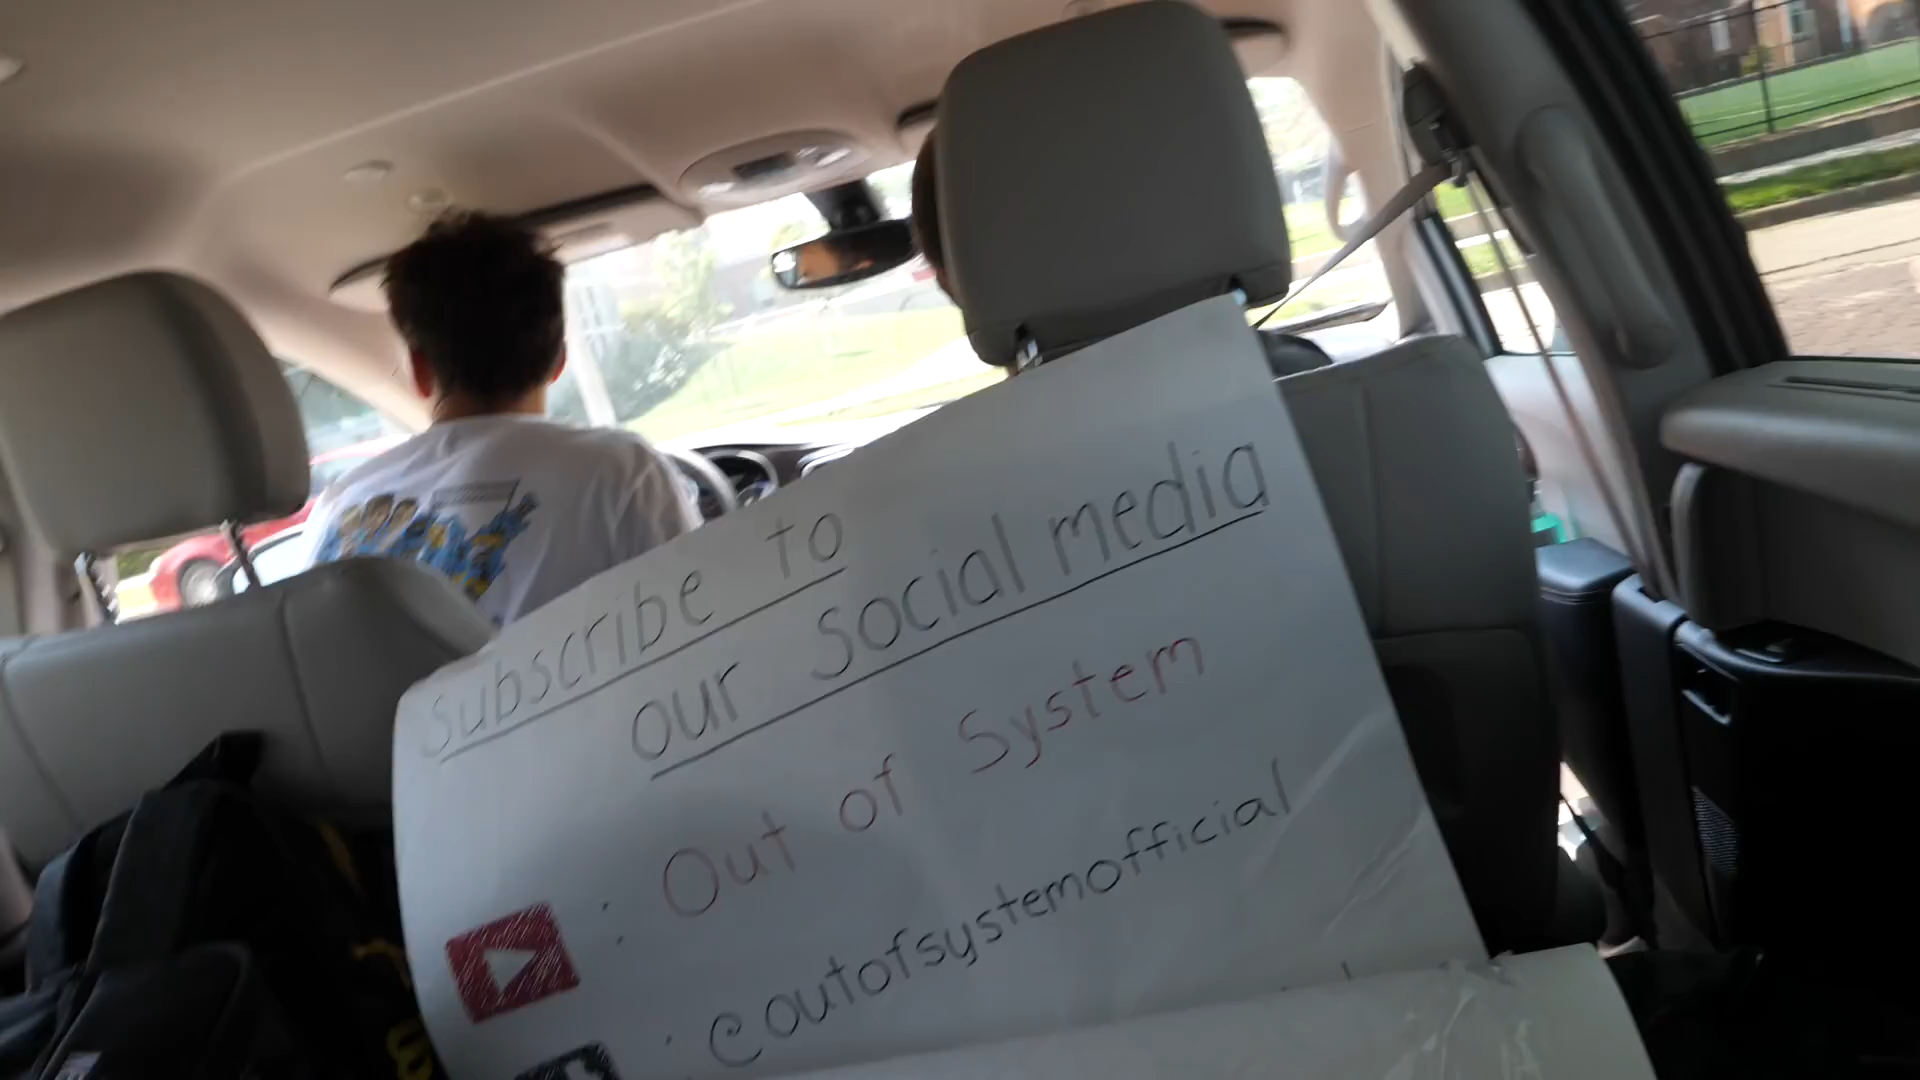 Subscribe to
our Social media
: Out of System
: @outofsystemofficial